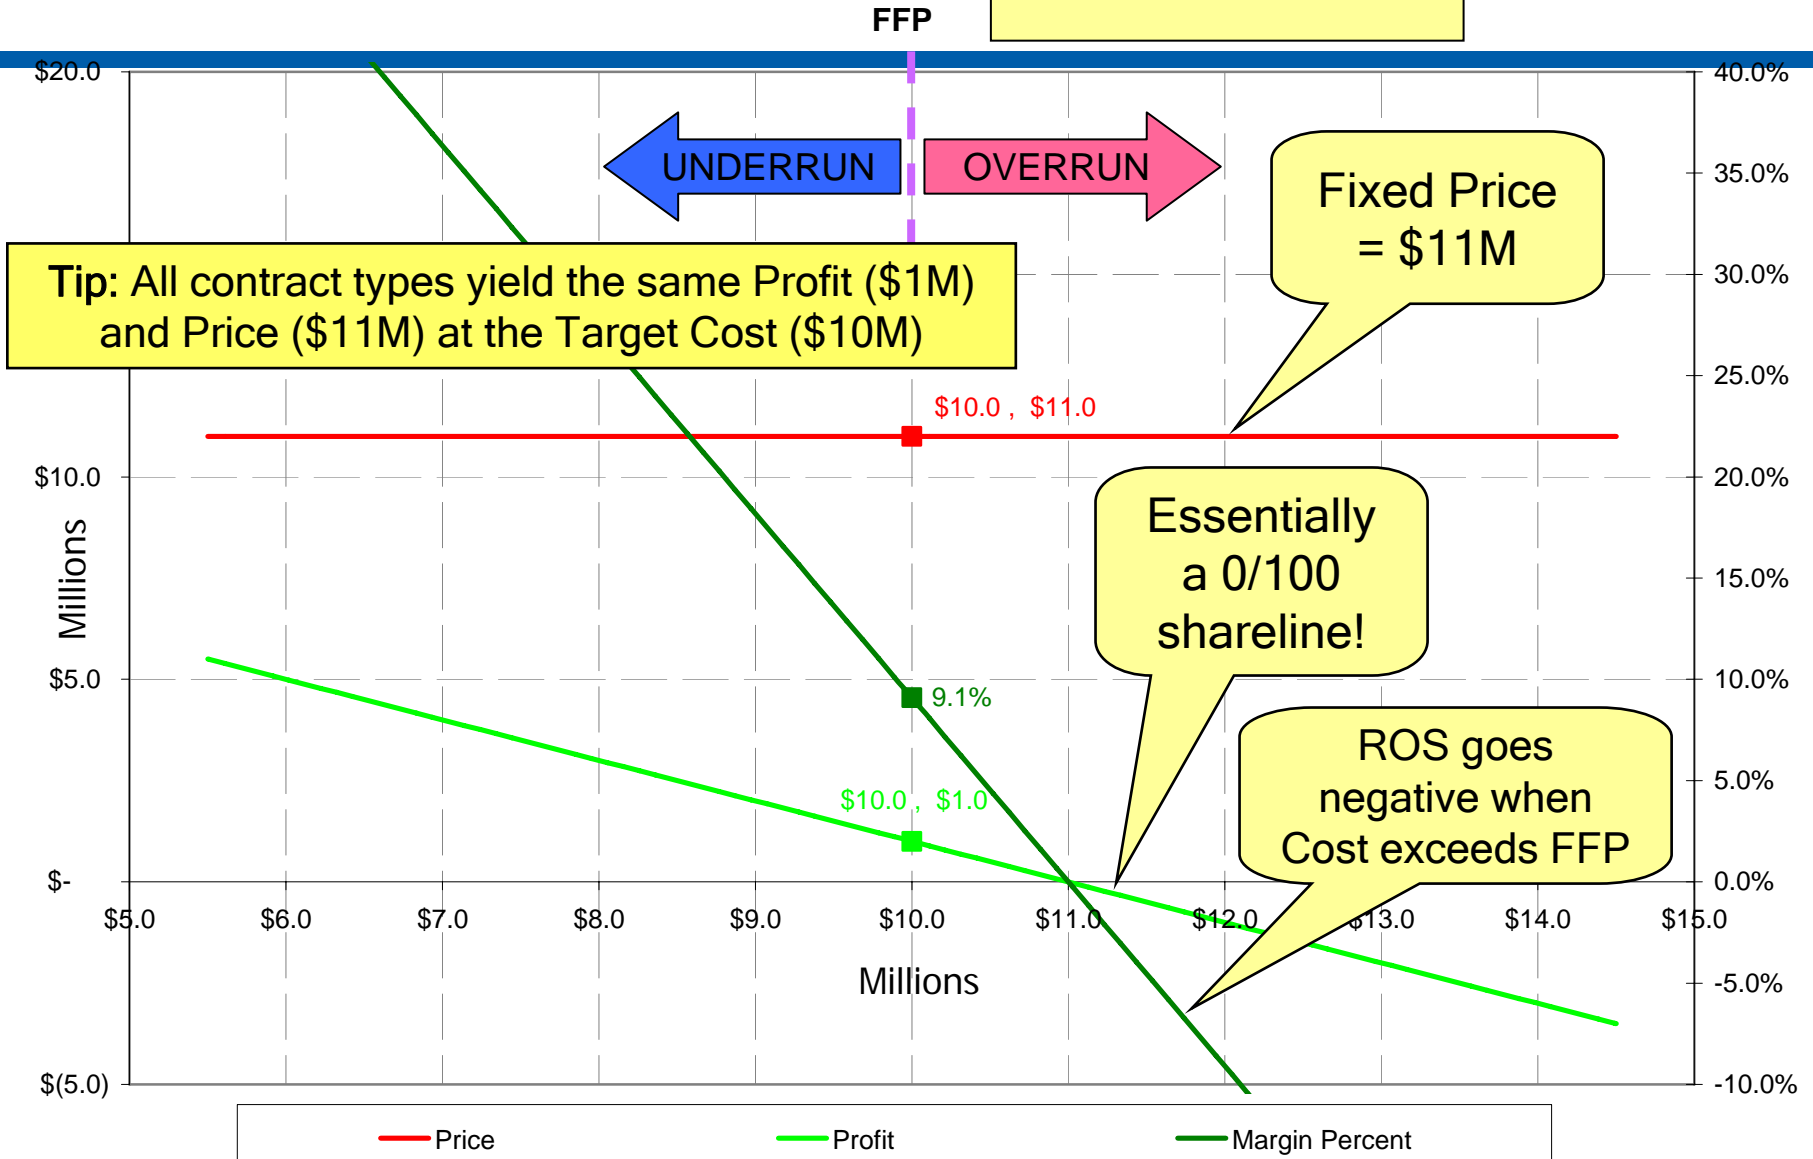 FFP
$20.0
40.0%
UNDERRUN
OVERRUN
35.0%
Fixed Price
= $11M
30.0%
Tip: All contract types yield the same Profit ($1M)
and Price ($11M) at the Target Cost ($10M)
25.0%
$10.0 , $11.0
$10.0
20.0%
Essentially
a 0/100
shareline!
Millions
15.0%
$5.0
10.0%
9.1%
ROS goes
negative when
Cost exceeds FFP
5.0%
$10.0 , $1.0
$-
0.0%
$5.0 $6.0 $7.0 $8.0 $9.0 $10.0 $11.0 $12.0 $13.0 $14.0 $15.0
Millions
-5.0%
$(5.0)
-10.0%
Price Profit Margin Percent